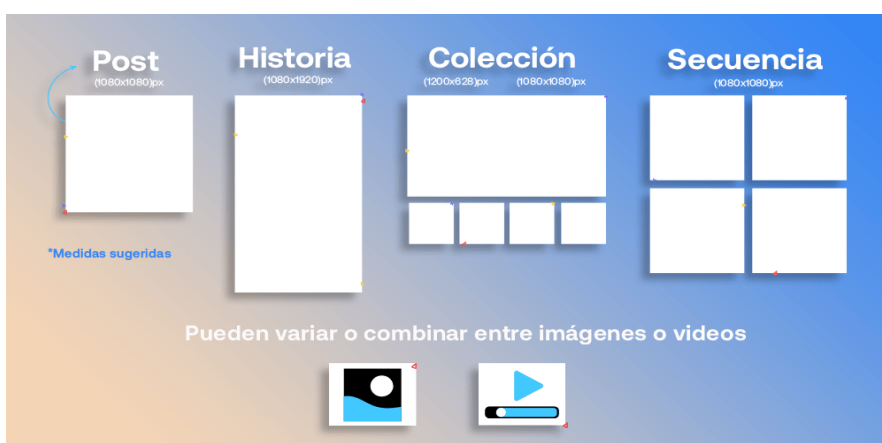 Post
(1080x1080)px
Historia
(1080x1920)px
Colección
(1200x628)px (1080x1080)px
Secuencia
(1080x1080)px
*Medidas sugeridas
Pueden variar o combinar entre imágenes o videos